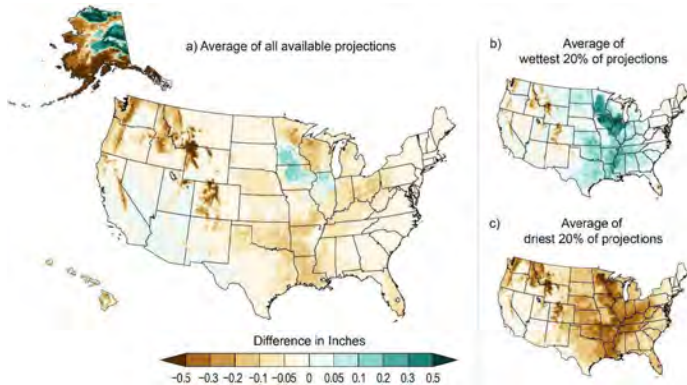 a) Average of all available projections
b)
Average of
wettest 20% of projections
c)
Average of
driest 20% of projections
Difference in Inches
−0.5 −0.3 −0.2 −0.1 −0.05 0 0.05 0.1 0.2 0.3 0.5